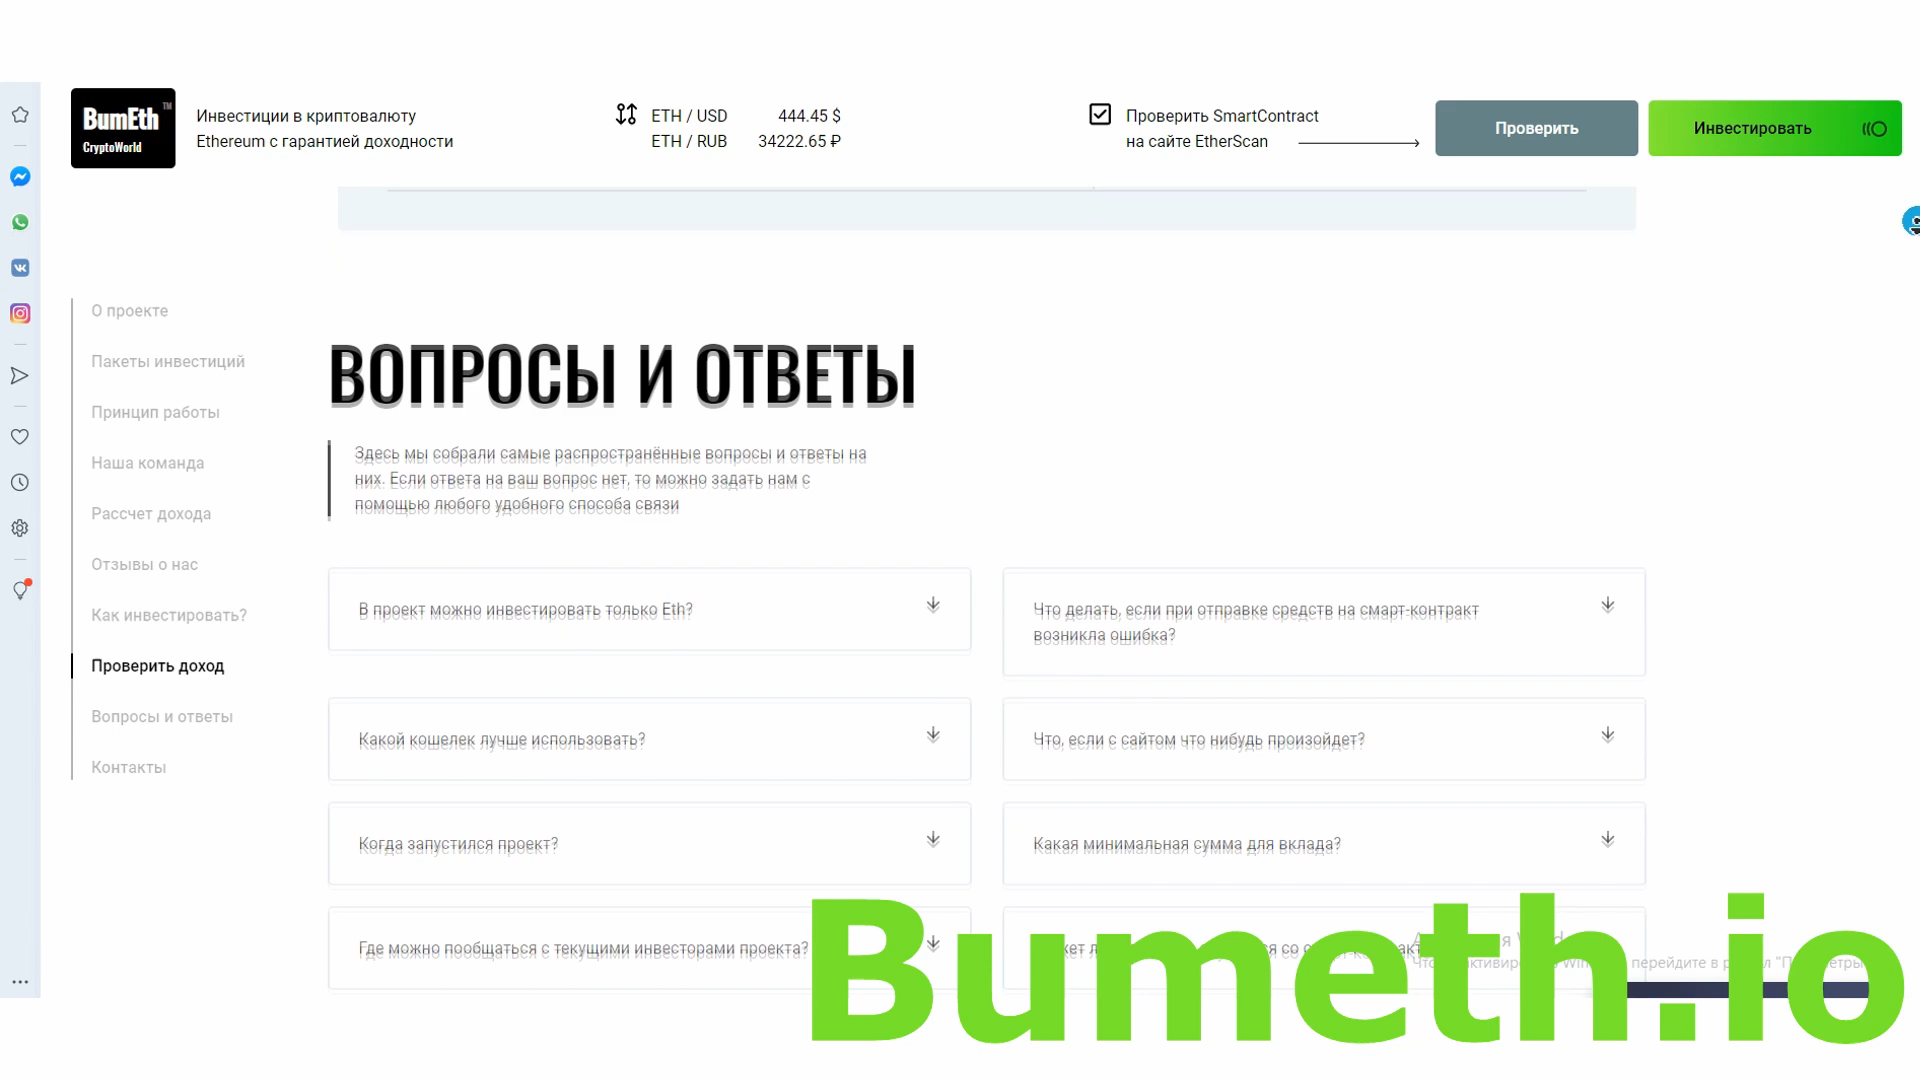 BumEth TM
CryptoWorld
Инвестиции в криптовалюту
Ethereum с гарантией доходности
ETH / USD 444.45 $
ETH / RUB 34222.65 ₽
Проверить SmartContract
на сайте EtherScan
Проверить
Инвестировать
О проекте
Пакеты инвестиций
Принцип работы
Наша команда
Рассчет дохода
Отзывы о нас
Как инвестировать?
Проверить доход
Вопросы и ответы
Контакты
ВОПРОСЫ И ОТВЕТЫ
Здесь мы собрали самые распространённые вопросы и ответы на
них. Если ответа на ваш вопрос нет, то можно задать нам с
помощью любого удобного способа связи
В проект можно инвестировать только Eth?
Что делать, если при отправке средств на смарт-контракт
возникла ошибка?
Какой кошелек лучше использовать?
Что, если с сайтом что нибудь произойдет?
Когда запустился проект?
Какая минимальная сумма для вклада?
Где можно пообщаться с текущими инвесторами проекта?
со
перейдите в
Bumeth.io